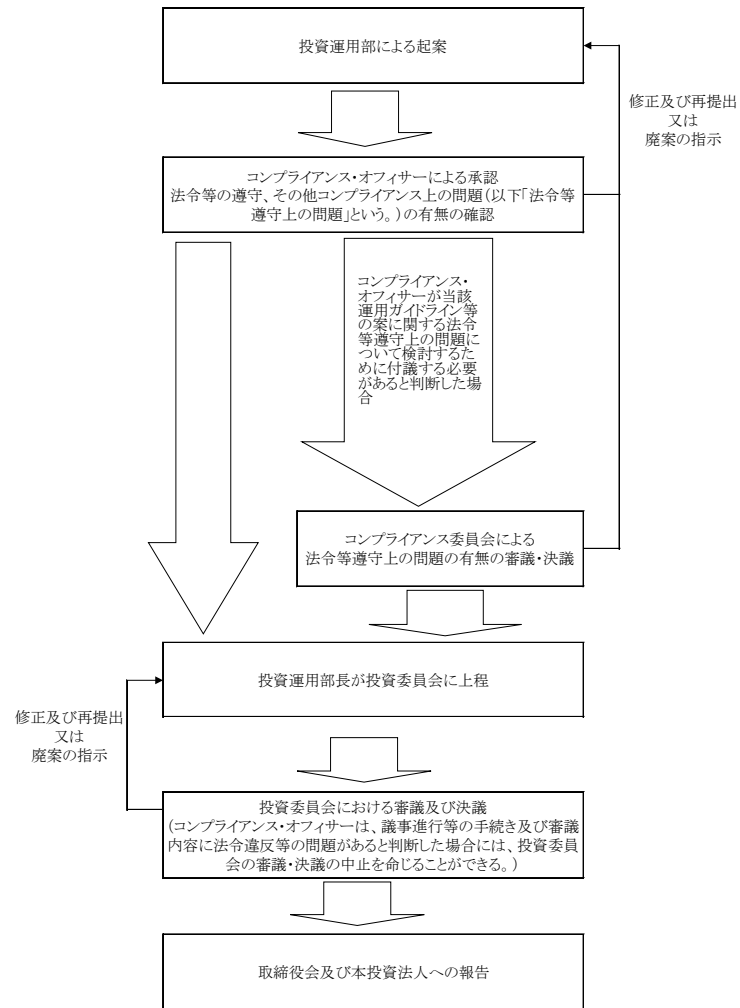 投資運用部による起案
修正及び再提出
又は
廃案の指示
コンプライアンス・オフィサーによる承認
法令等の遵守、その他コンプライアンス上の問題(以下「法令等
遵守上の問題」という。)の有無の確認
コンプライアンス・
オフィサーが当該
運用ガイドライン等
の案に関する法令
等遵守上の問題に
ついて検討するた
めに付議する必要
があると判断した場
合
コンプライアンス委員会による
法令等遵守上の問題の有無の審議・決議
投資運用部長が投資委員会に上程
修正及び再提出
又は
廃案の指示
投資委員会における審議及び決議
(コンプライアンス・オフィサーは、議事進行等の手続き及び審議
内容に法令違反等の問題があると判断した場合には、投資委員
会の審議・決議の中止を命じることができる。)
取締役会及び本投資法人への報告